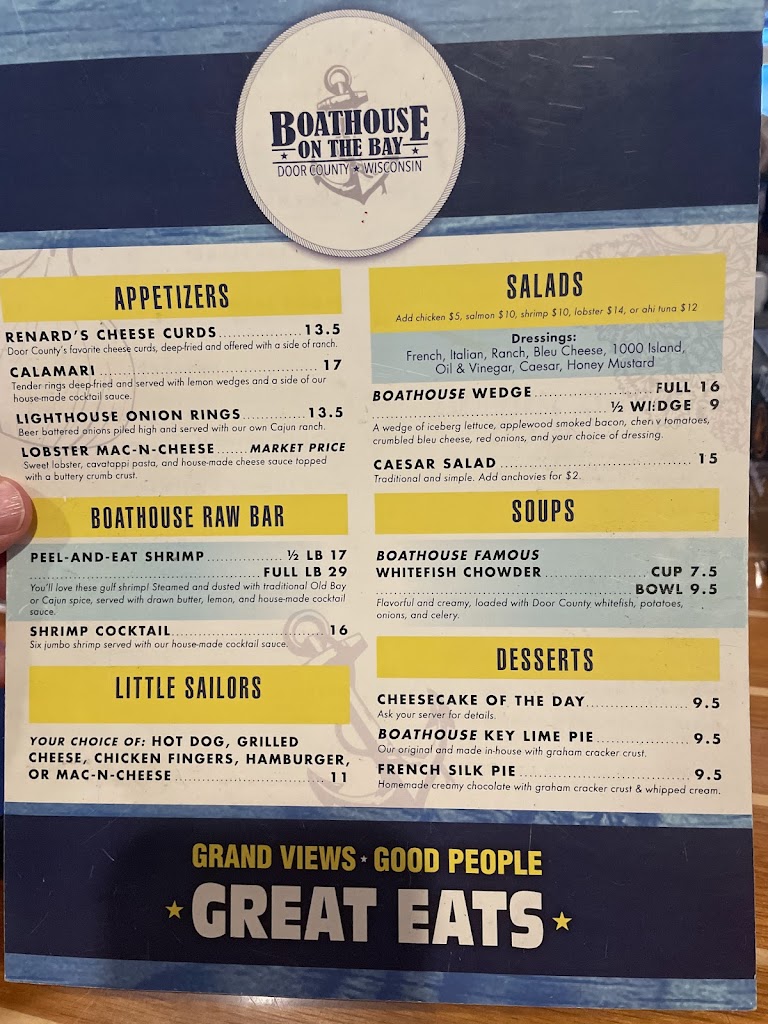 BOATHOUSE
ON THE BAY
DOOR COUNTY ★ WISCONSIN
APPETIZERS
RENARD'S CHEESE CURDS 13.5
Door County's favorite cheese curds, deep-fried and offered with a side of ranch.
CALAMARI 17
Tender rings deep-fried and served with lemon wedges and a side of our
house-made cocktail sauce.
LIGHTHOUSE ONION RINGS 13.5
Beer battered onions piled high and served with our own Cajun ranch.
LOBSTER MAC-N-CHEESE MARKET PRICE
Sweet lobster, cavatappi pasta, and house-made cheese sauce topped
with a buttery crumb crust.
BOATHOUSE RAW BAR
PEEL-AND-EAT SHRIMP ½ LB 17
FULL LB 29
You'll love these gulf shrimp! Steamed and dusted with traditional Old Bay
or Cajun spice, served with drawn butter, lemon, and house-made cocktail
sauce.
SHRIMP COCKTAIL 16
Six jumbo shrimp served with our house-made cocktail sauce.
LITTLE SAILORS
YOUR CHOICE OF: HOT DOG, GRILLED
CHEESE, CHICKEN FINGERS, HAMBURGER,
OR MAC-N-CHEESE 11
SALADS
Add chicken $5, salmon $10, shrimp $10, lobster $14, or ahi tuna $12
Dressings:
French, Italian, Ranch, Bleu Cheese, 1000 Island,
Oil & Vinegar, Caesar, Honey Mustard
BOATHOUSE WEDGE FULL 16
½ WEDGE 9
A wedge of iceberg lettuce, applewood smoked bacon, cherry tomatoes,
crumbled bleu cheese, red onions, and your choice of dressing.
CAESAR SALAD 15
Traditional and simple. Add anchovies for $2.
SOUPS
BOATHOUSE FAMOUS
WHITEFISH CHOWDER CUP 7.5
BOWL 9.5
Flavorful and creamy, loaded with Door County whitefish, potatoes,
onions, and celery.
DESSERTS
CHEESECAKE OF THE DAY 9.5
Ask your server for details.
BOATHOUSE KEY LIME PIE 9.5
Our original and made in-house with graham cracker crust.
FRENCH SILK PIE 9.5
Homemade creamy chocolate with graham cracker crust & whipped cream.
GRAND VIEWS ★ GOOD PEOPLE
★ GREAT EATS ★